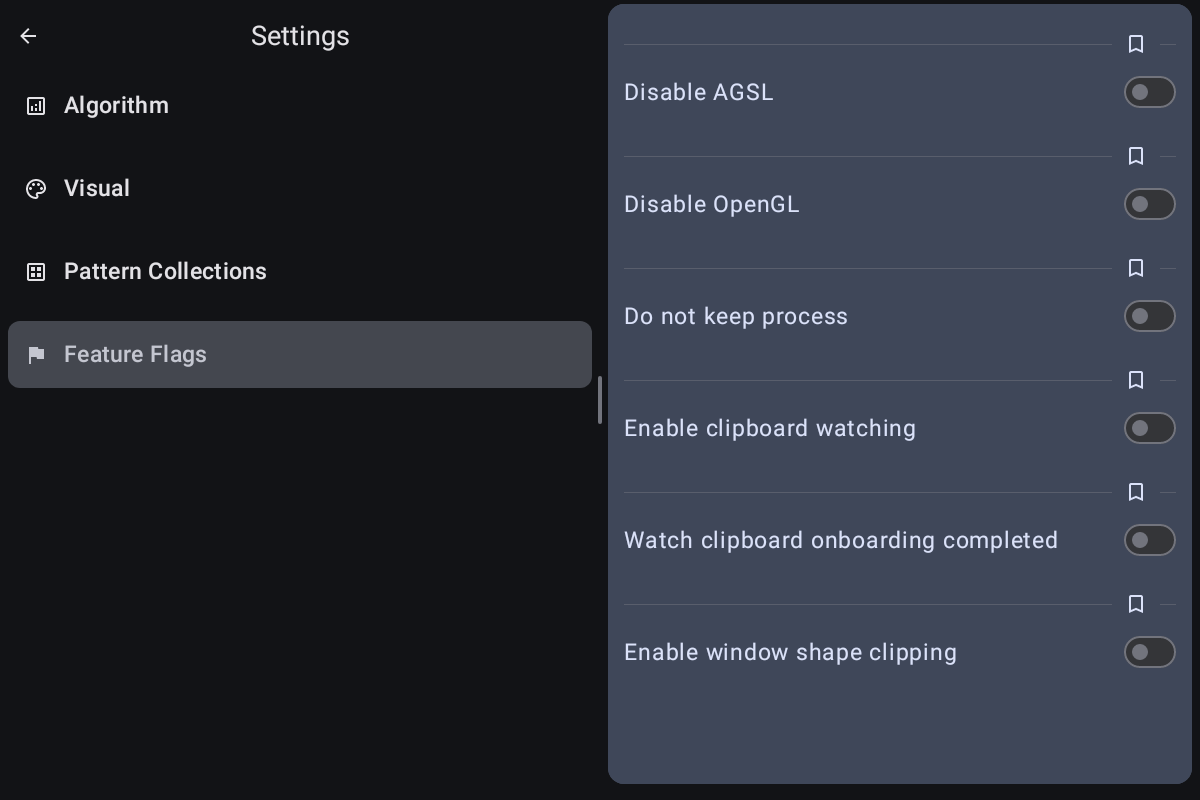 Settings
Algorithm
Visual
Pattern Collections
Feature Flags
Disable AGSL
Disable OpenGL
Do not keep process
Enable clipboard watching
Watch clipboard onboarding completed
Enable window shape clipping